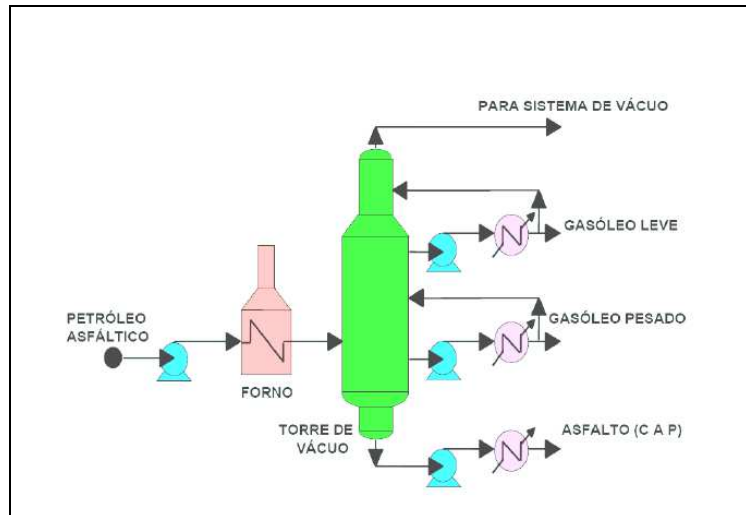 PARA SISTEMA DE VÁCUO
GASÓLEO LEVE
PETRÓLEO
ASFÁLTICO
GASÓLEO PESADO
FORNO
TORRE DE
VÁCUO
ASFALTO (C A P)